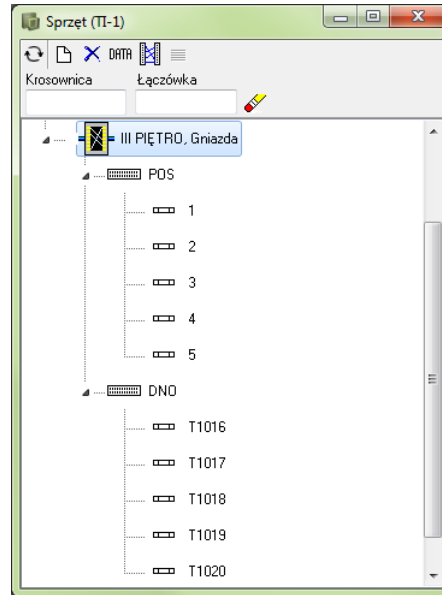 Sprzęt (TI-1)
DATA
Krosownica Łączówka
III PIĘTRO, Gniazda
POS
1
2
3
4
5
DNO
T1016
T1017
T1018
T1019
T1020